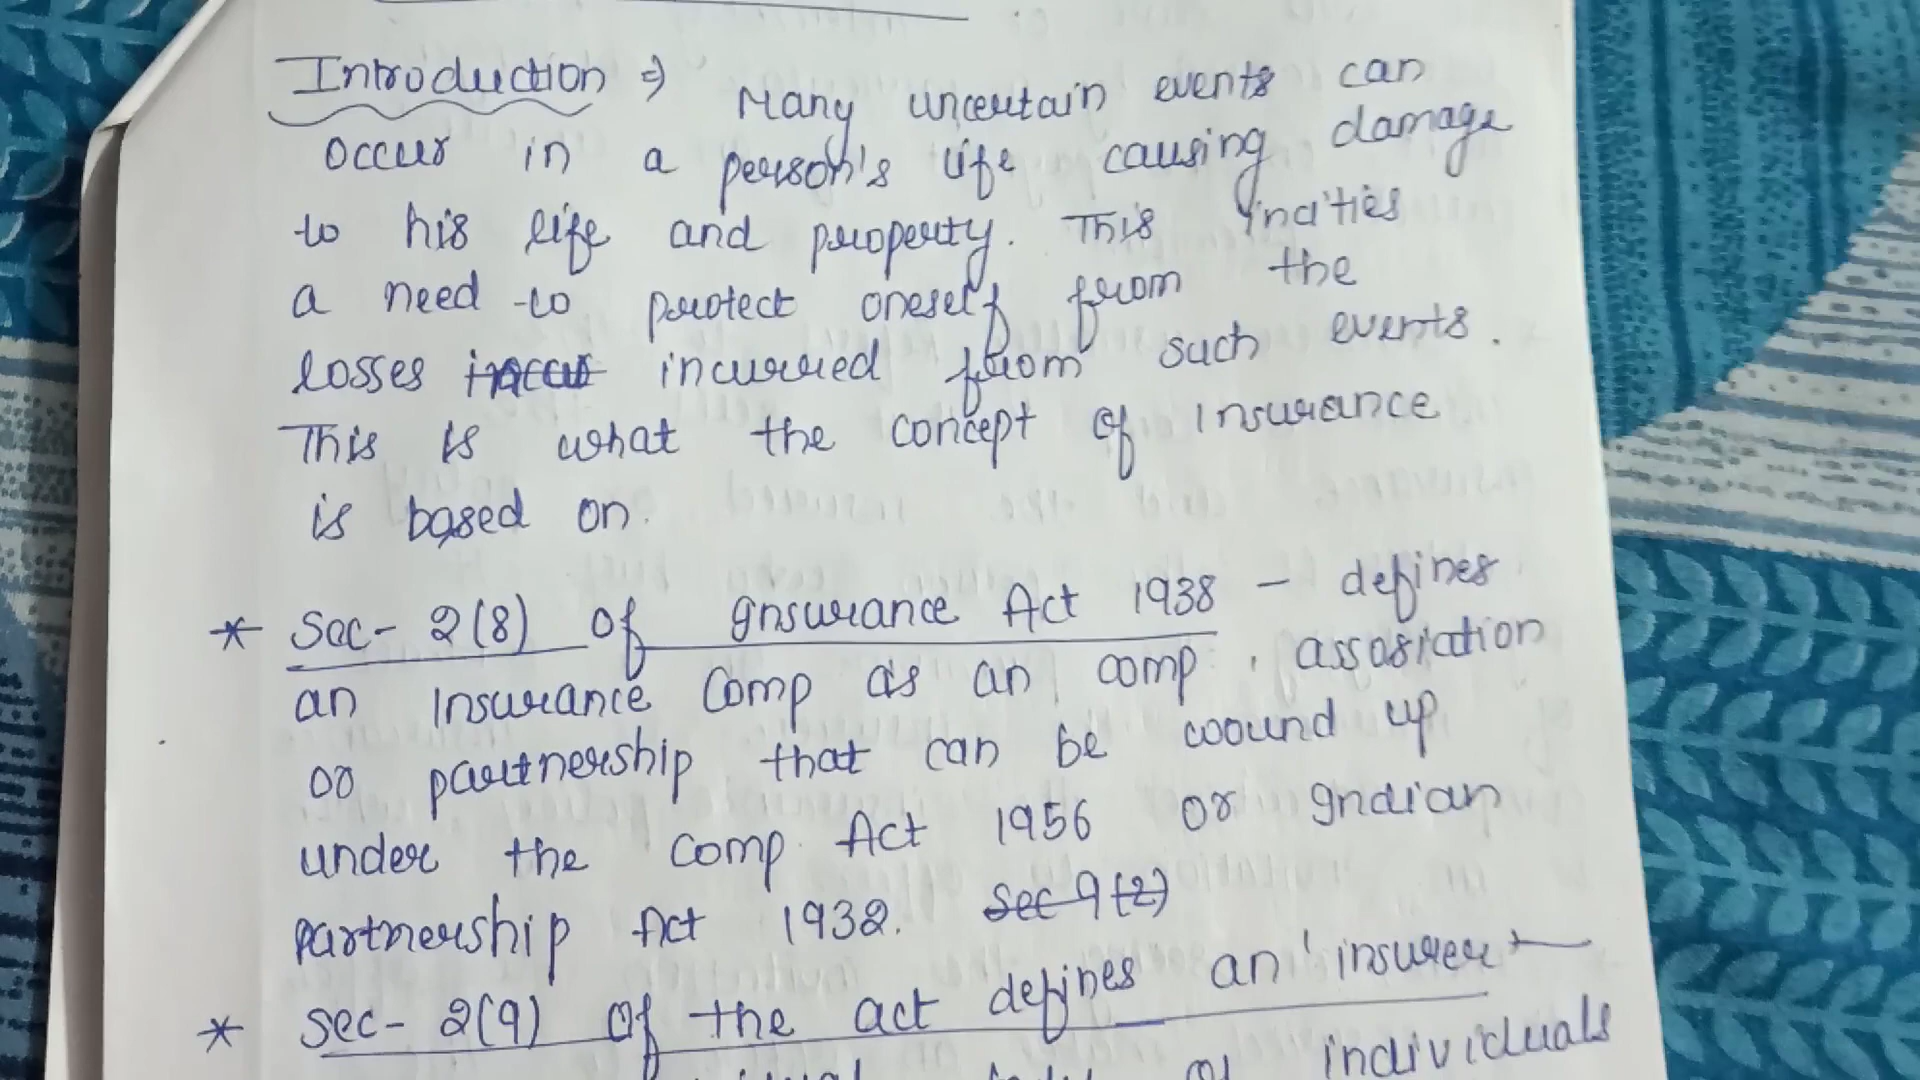 Introduction ⇒ Many uncertain events can
occur in a person's life causing damage
to his life and property. This incities
a need to protect oneself from the
losses incurred from such events.
This is what the concept of insurance
is based on.
* Sec- 2(8) of Insurance Act 1938 – defines
an insurance comp as an comp, assosiation
or partnership that can be wound up
under the comp. Act 1956 or Indian
partnership Act 1932. Sec 9(2)
* Sec- 2(9) of the act defines an 'insurer
of individuals